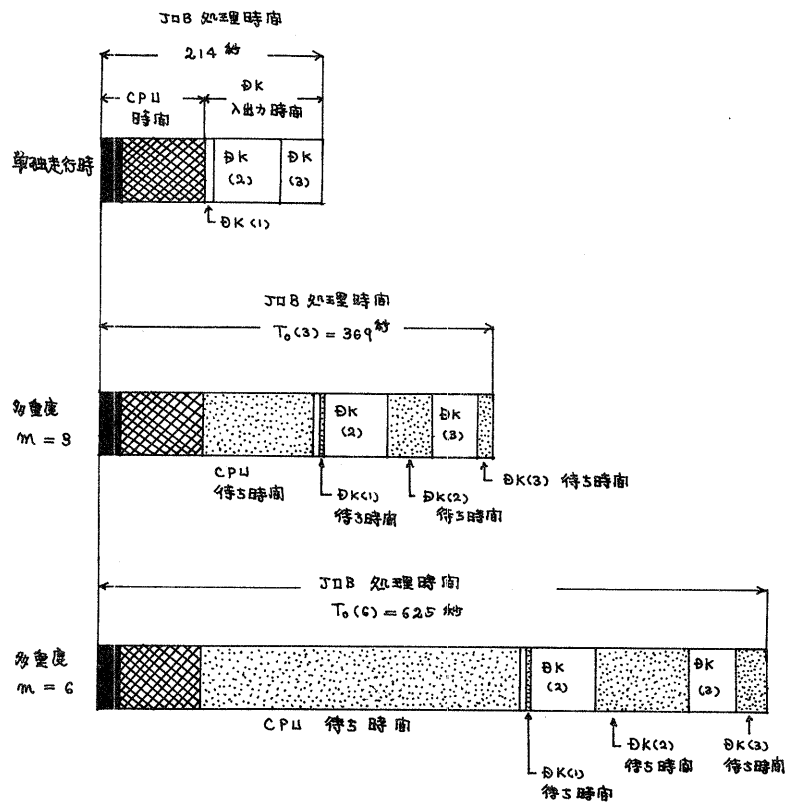 JOB 処理時間
214 秒
CPU
時間
DK
入出力時間
単独走行時
DK
(2)
DK
(3)
DK(1)
JOB 処理時間
T₀(3) = 369秒
多重度
m = 3
DK
(2)
DK
(3)
CPU
待ち時間
DK(1)
待ち時間
DK(2)
待ち時間
DK(3) 待ち時間
JOB 処理時間
T₀(6) = 625 秒
多重度
m = 6
DK
(2)
DK
(3)
CPU 待ち時間
DK(1)
待ち時間
DK(2)
待ち時間
DK(3)
待ち時間